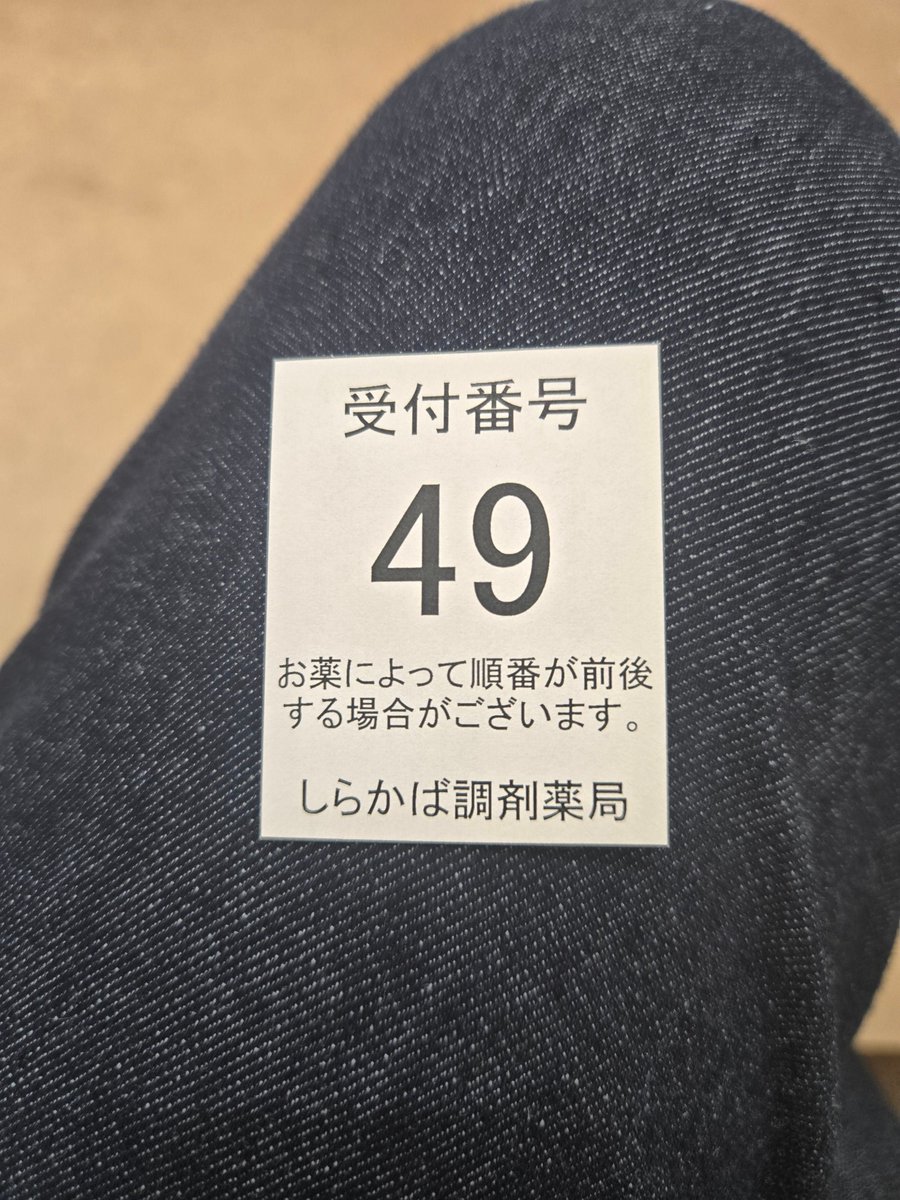 受付番号
49
お薬によって順番が前後
する場合がございます。
しらかば調剤薬局